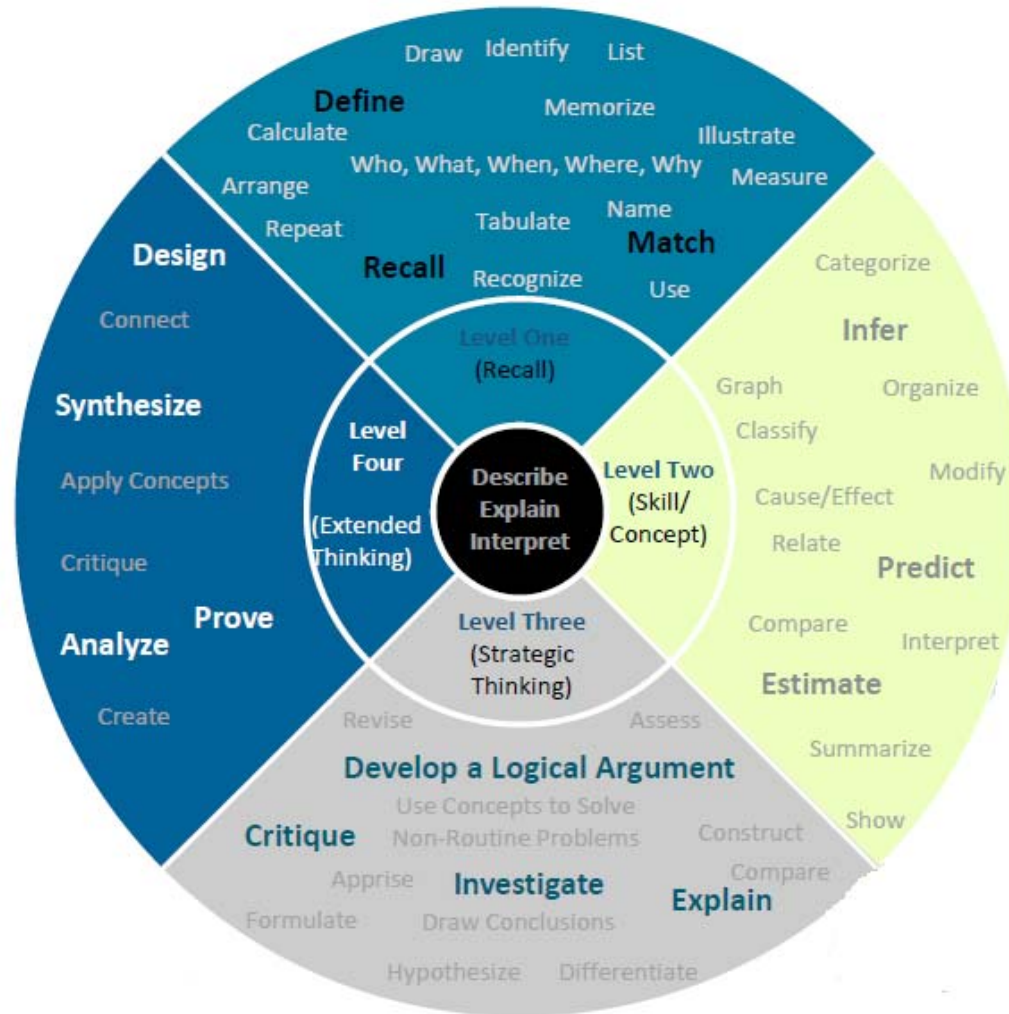 Draw Identify List
Define Memorize
Calculate Illustrate
Who, What, When, Where, Why
Arrange Measure
Repeat Tabulate Name
Recall Recognize Match
Use
Level One
(Recall)
Categorize
Infer
Graph Organize
Classify
Modify
Cause/Effect
Relate
Predict
Compare
Interpret
Estimate
Summarize
Show
Level Two
(Skill/
Concept)
Describe
Explain
Interpret
Level Three
(Strategic
Thinking)
Revise Assess
Develop a Logical Argument
Use Concepts to Solve
Non-Routine Problems
Critique Construct
Compare
Apprise Investigate Explain
Formulate Draw Conclusions
Hypothesize Differentiate
Level
Four
(Extended
Thinking)
Design
Connect
Synthesize
Apply Concepts
Critique
Prove
Analyze
Create